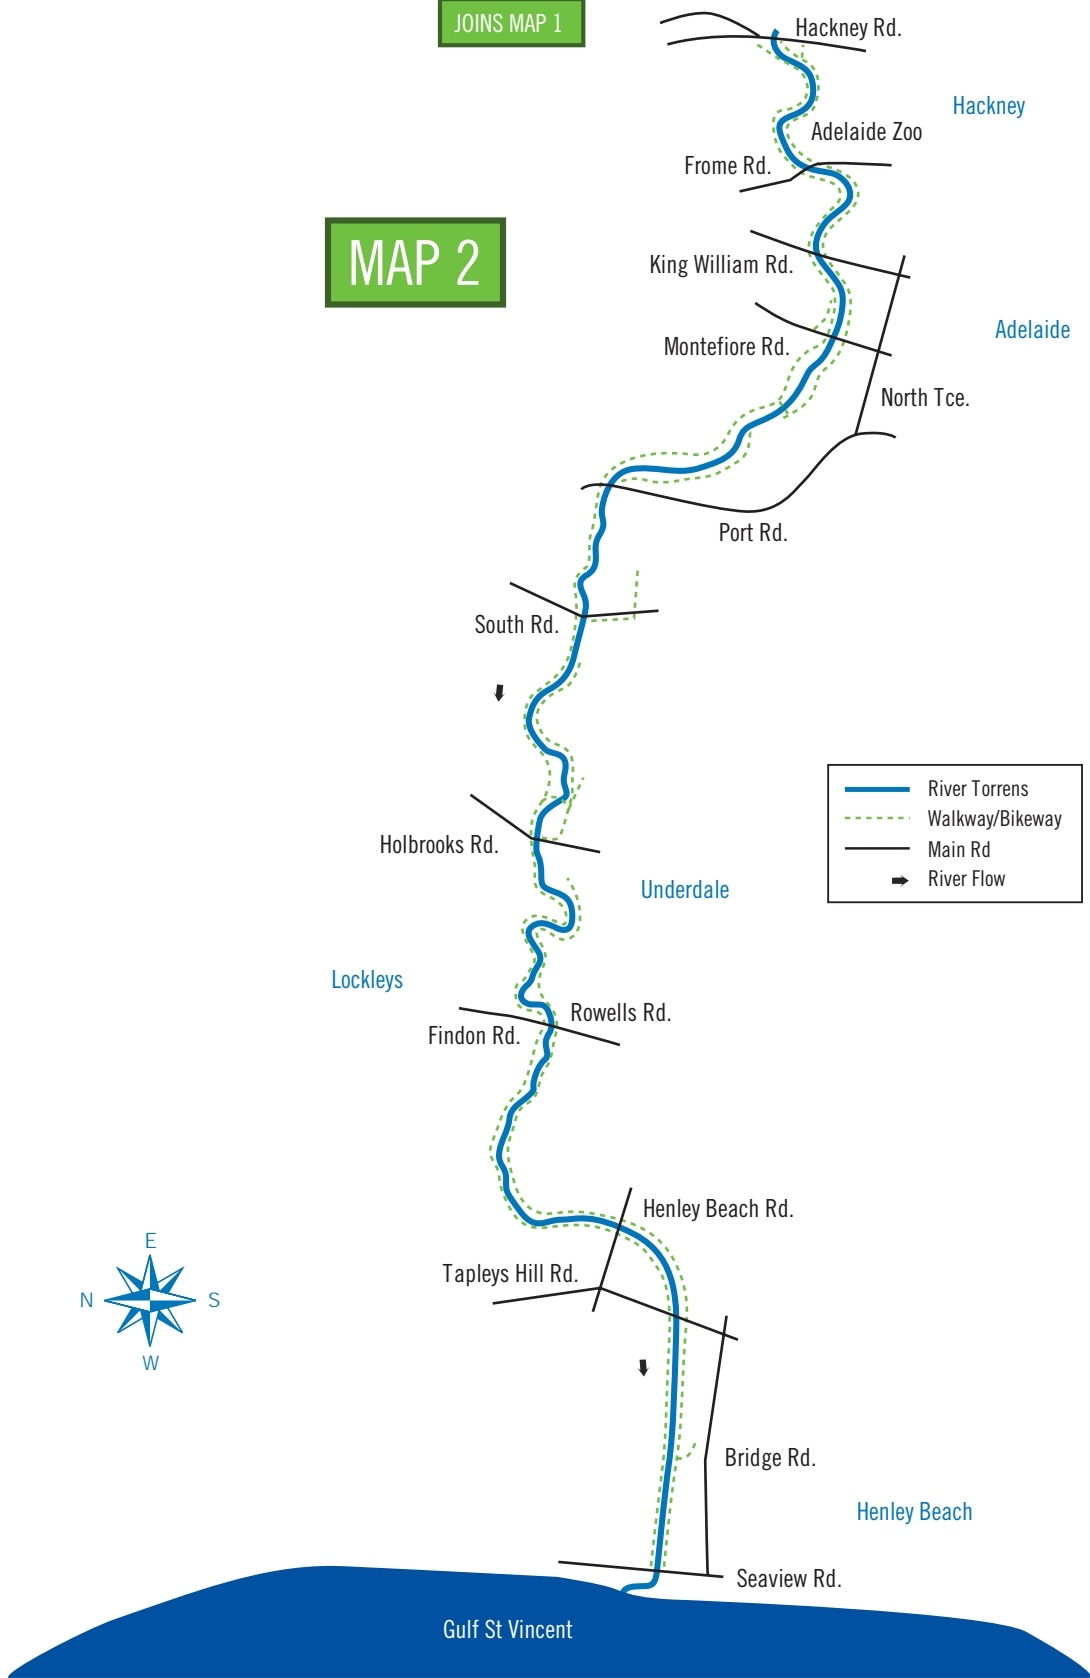 JOINS MAP 1
Hackney Rd.
Hackney
Adelaide Zoo
Frome Rd.
MAP 2
King William Rd.
Adelaide
Montefiore Rd.
North Tce.
Port Rd.
South Rd.
River Torrens
Walkway/Bikeway
Main Rd
River Flow
Holbrooks Rd.
Underdale
Lockleys
Rowells Rd.
Findon Rd.
Henley Beach Rd.
E
N
S
W
Tapleys Hill Rd.
Bridge Rd.
Henley Beach
Seaview Rd.
Gulf St Vincent